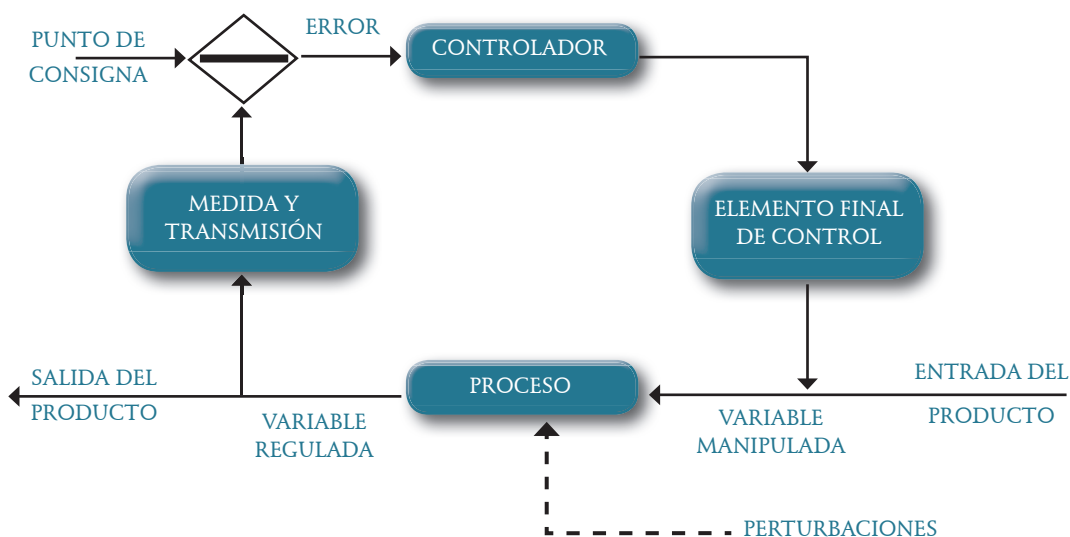 PUNTO DE
CONSIGNA
ERROR
CONTROLADOR
MEDIDA Y
TRANSMISIÓN
ELEMENTO FINAL
DE CONTROL
SALIDA DEL
PRODUCTO
VARIABLE
REGULADA
PROCESO
VARIABLE
MANIPULADA
ENTRADA DEL
PRODUCTO
PERTURBACIONES